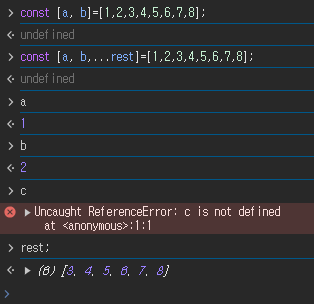 const [a, b]=[1,2,3,4,5,6,7,8];
undefined
const [a, b,...rest]=[1,2,3,4,5,6,7,8];
undefined
a
1
b
2
c
Uncaught ReferenceError: c is not defined
at <anonymous>:1:1
rest;
(6) [3, 4, 5, 6, 7, 8]